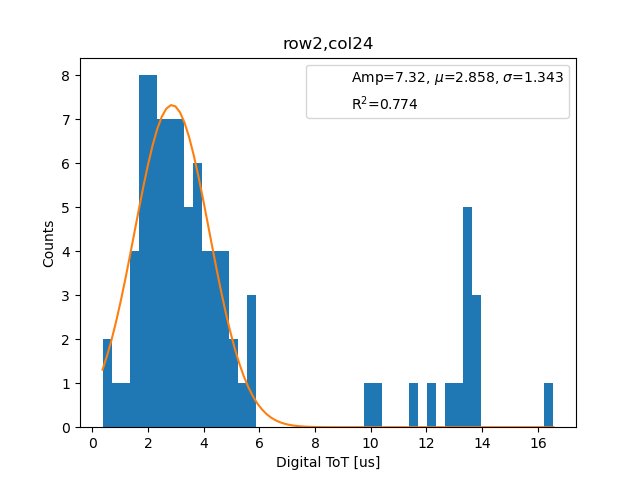 row2,col24
Amp=7.32, μ=2.858, σ=1.343
R²=0.774
8
7
6
5
4
3
2
1
0
Counts
0 2 4 6 8 10 12 14 16
Digital ToT [us]